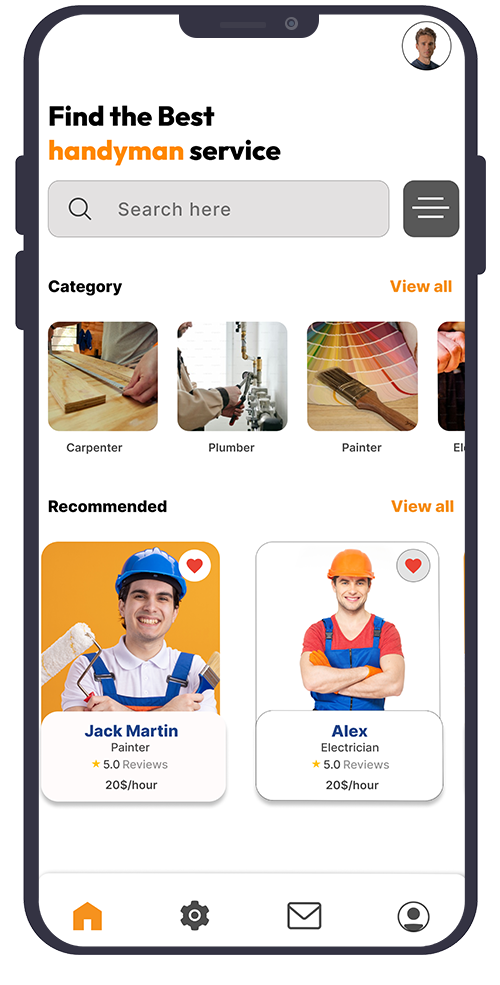 Find the Best
handyman service
Search here
Category View all
Carpenter Plumber Painter Ele
Recommended View all
Jack Martin Alex
Painter Electrician
★ 5.0 Reviews ★ 5.0 Reviews
20$/hour 20$/hour